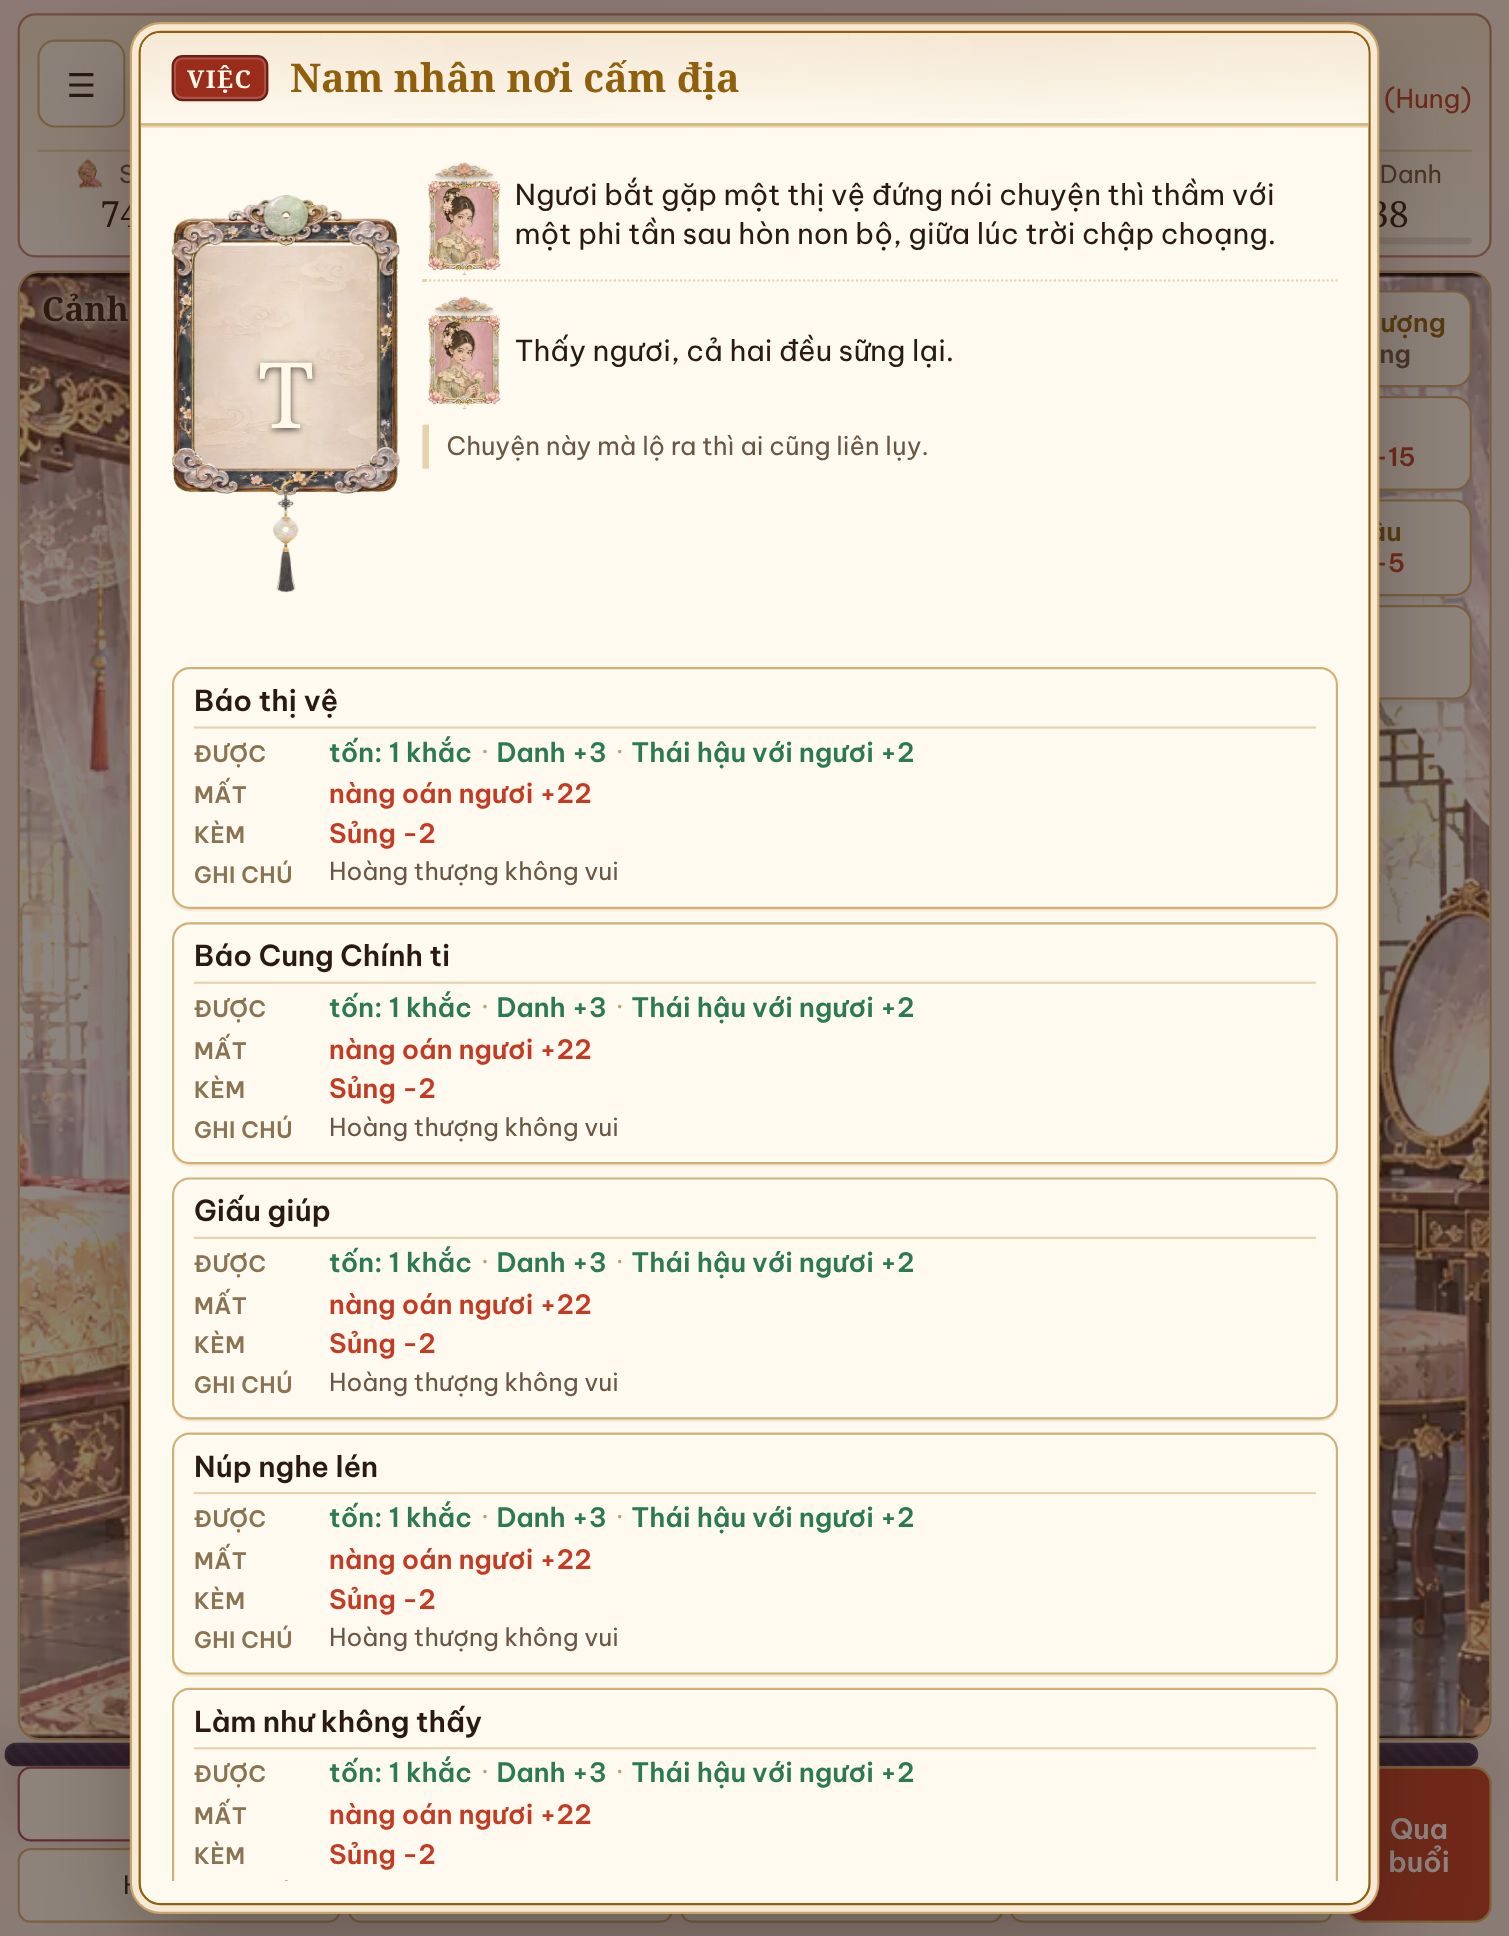 ☰
VIỆC
Nam nhân nơi cấm địa
(Hung)
Danh
Ngươi bắt gặp một thị vệ đứng nói chuyện thì thầm với
một phi tần sau hòn non bộ, giữa lúc trời chập choạng.
Cảnh
Thấy ngươi, cả hai đều sững lại.
T
Chuyện này mà lộ ra thì ai cũng liên lụy.
-15
-5
Báo thị vệ
ĐƯỢC tốn: 1 khắc · Danh +3 · Thái hậu với ngươi +2
MẤT nàng oán ngươi +22
KÈM Sủng -2
GHI CHÚ Hoàng thượng không vui
Báo Cung Chính ti
ĐƯỢC tốn: 1 khắc · Danh +3 · Thái hậu với ngươi +2
MẤT nàng oán ngươi +22
KÈM Sủng -2
GHI CHÚ Hoàng thượng không vui
Giấu giúp
ĐƯỢC tốn: 1 khắc · Danh +3 · Thái hậu với ngươi +2
MẤT nàng oán ngươi +22
KÈM Sủng -2
GHI CHÚ Hoàng thượng không vui
Núp nghe lén
ĐƯỢC tốn: 1 khắc · Danh +3 · Thái hậu với ngươi +2
MẤT nàng oán ngươi +22
KÈM Sủng -2
GHI CHÚ Hoàng thượng không vui
Làm như không thấy
ĐƯỢC tốn: 1 khắc · Danh +3 · Thái hậu với ngươi +2
MẤT nàng oán ngươi +22
KÈM Sủng -2
Qua
buổi